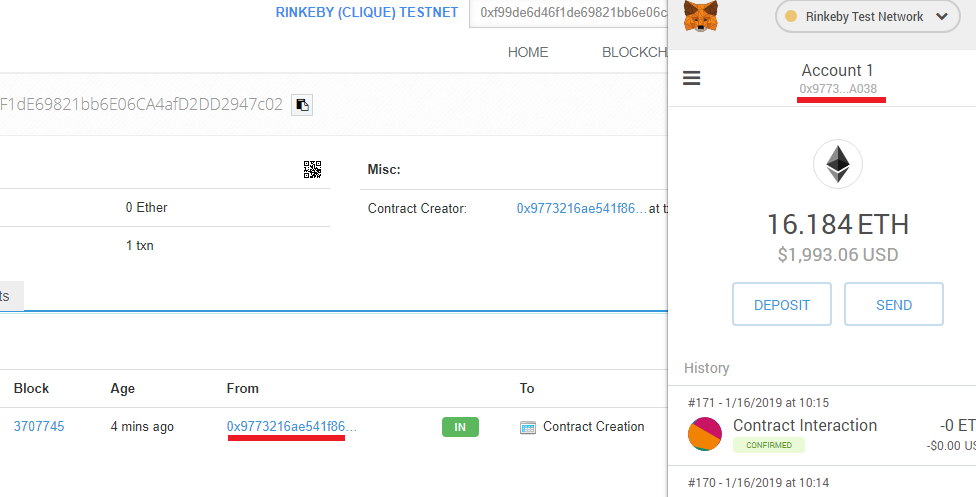 RINKEBY (CLIQUE) TESTNET
0xf99de6d46f1de69821bb6e06c
HOME BLOCKCH
F1dE69821bb6E06CA4afD2DD2947c02
Misc:
0 Ether
Contract Creator: 0x9773216ae541f86... at t
1 txn
ts
Block Age From To
3707745 4 mins ago 0x9773216ae541f86... IN Contract Creation
Rinkeby Test Network
Account 1
0x9773...A038
16.184 ETH
$1,993.06 USD
DEPOSIT SEND
History
#171 - 1/16/2019 at 10:15
Contract Interaction -0 ET
CONFIRMED -$0.00 US
#170 - 1/16/2019 at 10:14